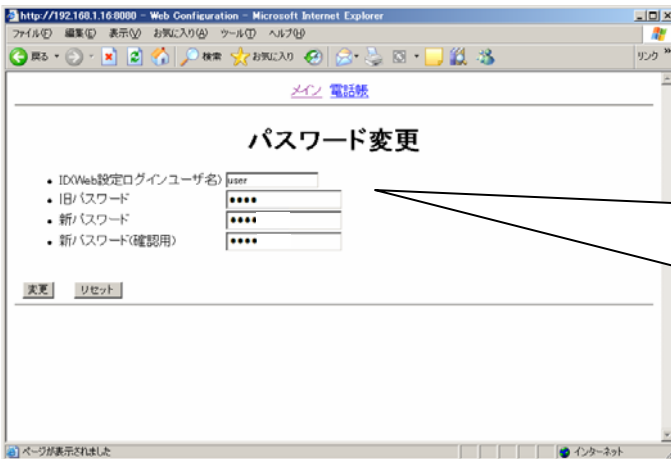 http://192.168.1.16:8080 - Web Configuration - Microsoft Internet Explorer
ファイル(F) 編集(E) 表示(V) お気に入り(A) ツール(T) ヘルプ(H)
戻る 検索 お気に入り リンク »
メイン 電話帳
パスワード変更
• ID(Web設定ログインユーザ名) user
• 旧パスワード ●●●●
• 新パスワード ●●●●
• 新パスワード(確認用) ●●●●
変更 リセット
ページが表示されました インターネット